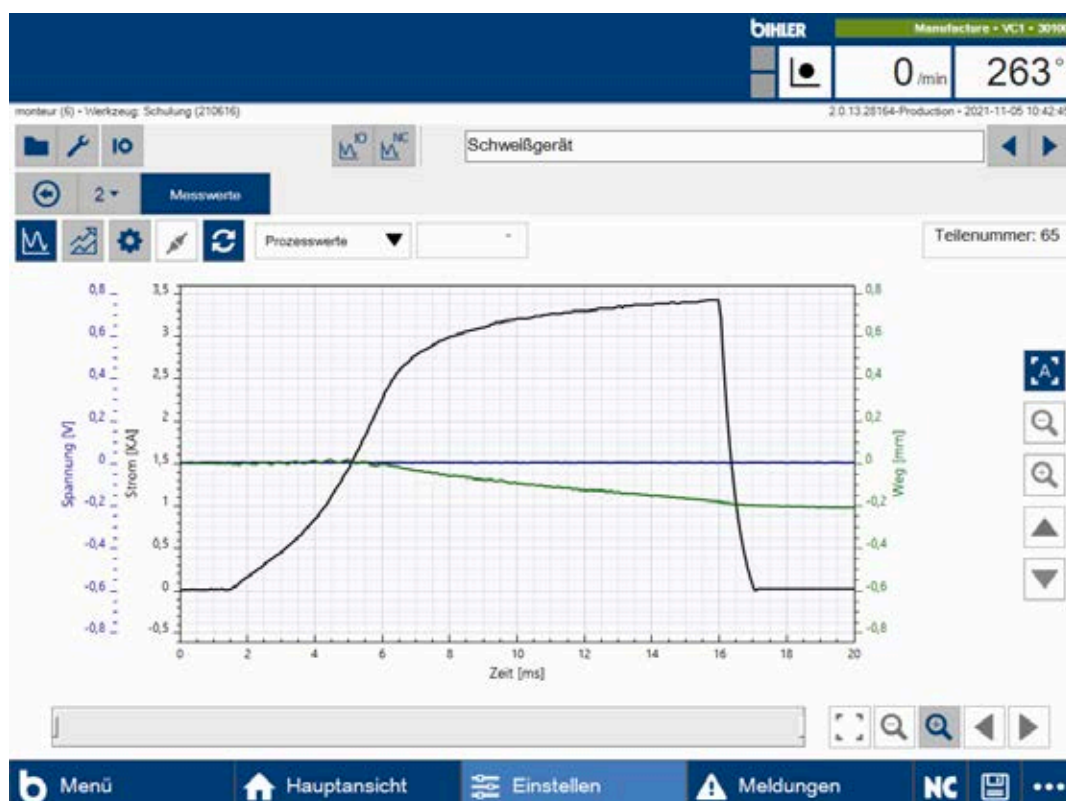 BIHLER
Manufacture • VC1 • 30100
0 /min 263°
monteur (6) • Werkzeug: Schulung (210616) 2.0.13.28164-Production • 2021-11-05 10:42:45
IO IO NC Schweißgerät
2 Messwerte
Prozesswerte - Teilenummer: 65
0,8 3,5 0,8
0,6 3 0,6
0,4 2,5 0,4
0,2 2 0,2
0 1,5 0
-0,2 1 -0,2
-0,4 0,5 -0,4
-0,6 0 -0,6
-0,8 -0,5 -0,8
Spannung [V]
Strom [KA]
Weg [mm]
A
0 2 4 6 8 10 12 14 16 18 20
Zeit [ms]
b Menü Hauptansicht Einstellen Meldungen NC